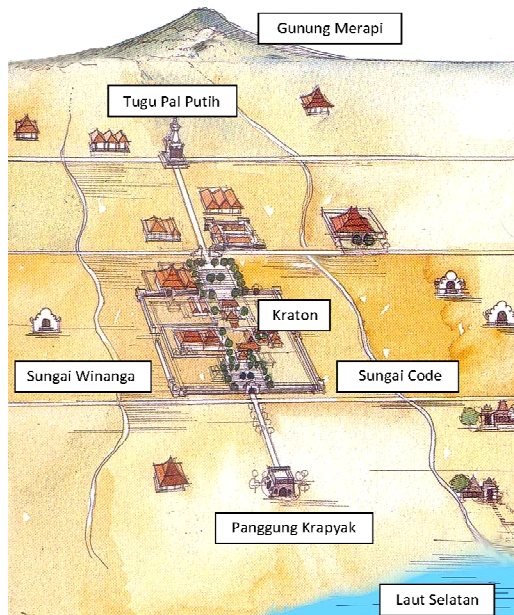 Gunung Merapi
Tugu Pal Putih
Kraton
Sungai Winanga
Sungai Code
Panggung Krapyak
Laut Selatan